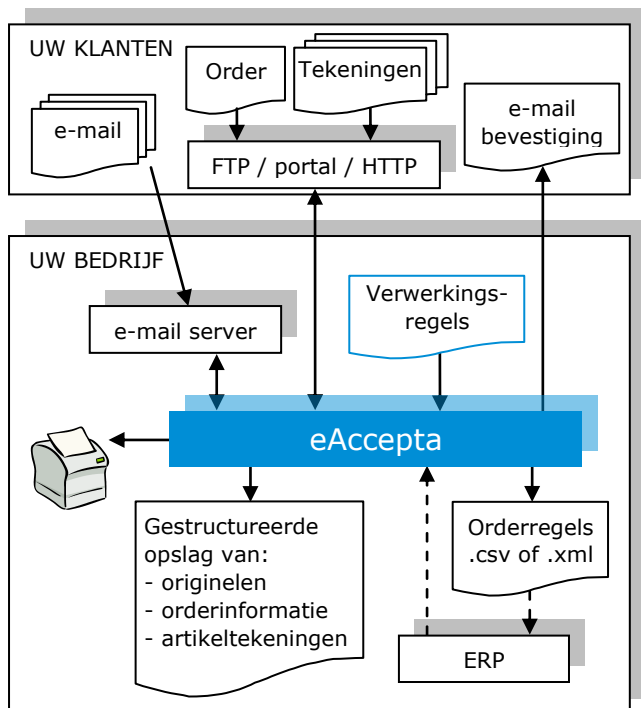 UW KLANTEN
Order
Tekeningen
e-mail
e-mail
bevestiging
FTP / portal / HTTP
UW BEDRIJF
e-mail server
Verwerkings-
regels
eAccepta
Gestructureerde
opslag van:
- originelen
- orderinformatie
- artikeltekeningen
Orderregels
.csv of .xml
ERP